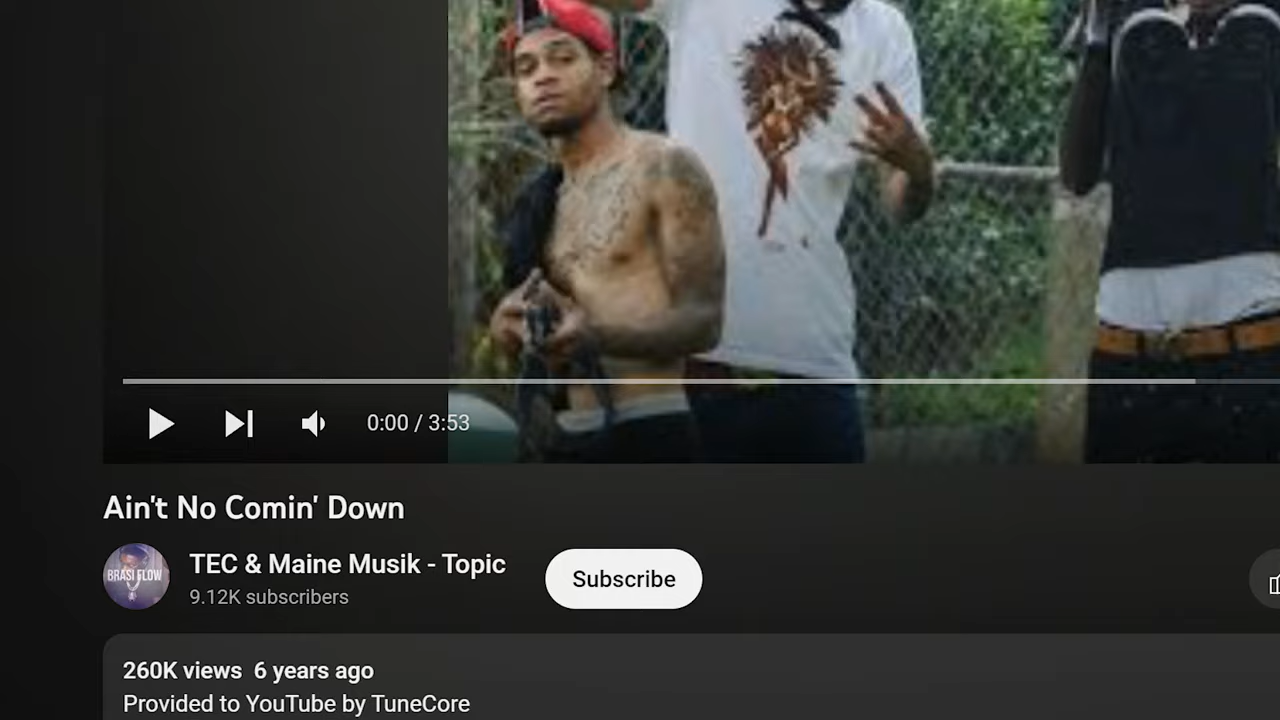 0:00 / 3:53
Ain't No Comin' Down
BRASI FLOW
TEC & Maine Musik - Topic
9.12K subscribers
Subscribe
260K views 6 years ago
Provided to YouTube by TuneCore